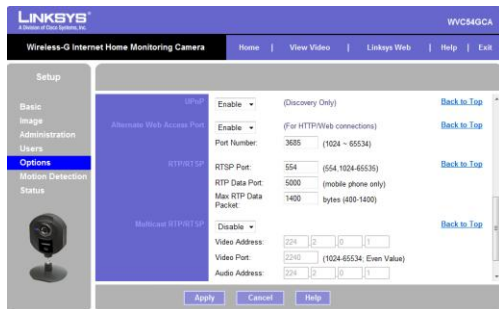 LINKSYS®
A Division of Cisco Systems, Inc.
WVC54GCA
Wireless-G Internet Home Monitoring Camera
Home | View Video | Linksys Web | Help | Exit
Setup
Basic
Image
Administration
Users
Options
Motion Detection
Status
UPnP
Enable
(Discovery Only)
Back to Top
Alternate Web Access Port
Enable
(For HTTP/Web connections)
Back to Top
Port Number: 3685 (1024 ~ 65534)
RTP/RTSP
RTSP Port: 554 (554,1024-65535)
Back to Top
RTP Data Port: 5000 (mobile phone only)
Max RTP Data
Packet: 1400 bytes (400-1400)
Multicast RTP/RTSP
Disable
Back to Top
Video Address: 224 .2 .0 .1
Video Port: 2240 (1024-65534; Even Value)
Audio Address: 224 .2 .0 .1
Apply Cancel Help